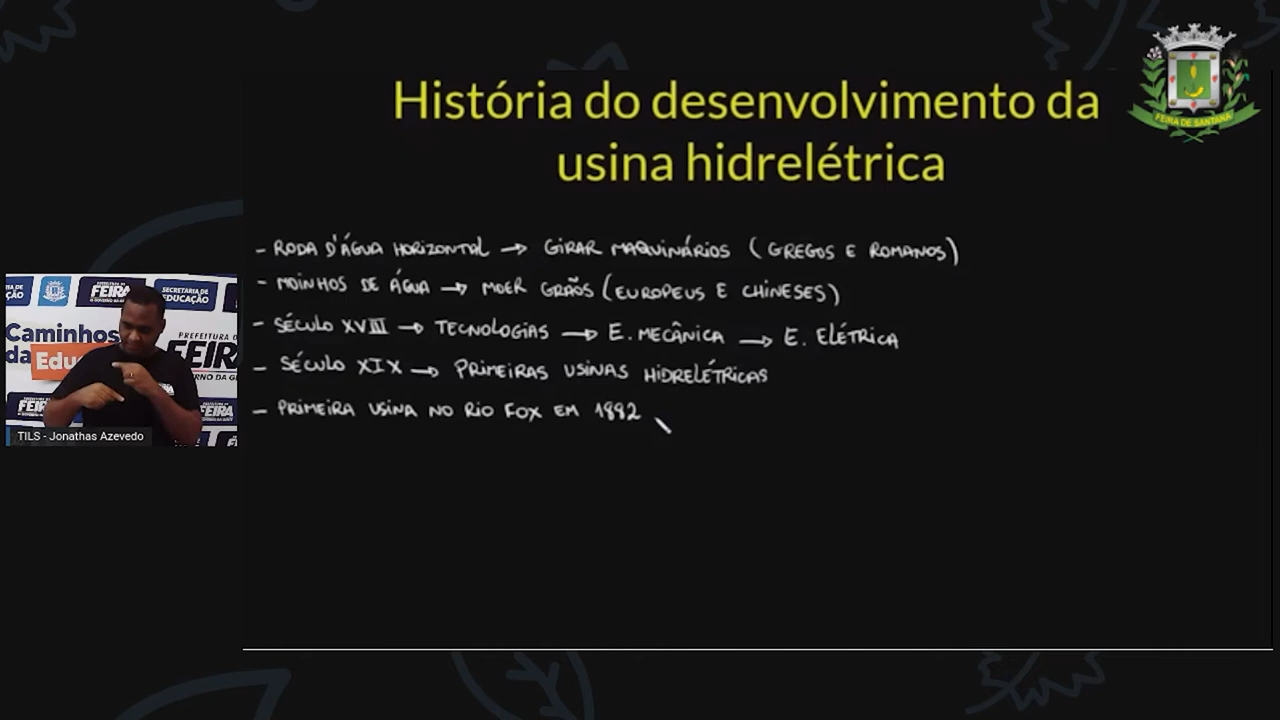 História do desenvolvimento da
usina hidrelétrica
FEIRA DE SANTANA
- RODA D'ÁGUA HORIZONTAL → GIRAR MAQUINÁRIOS (GREGOS E ROMANOS)
- MOINHOS DE ÁGUA → MOER GRÃOS (EUROPEUS E CHINESES)
- SÉCULO XVIII → TECNOLOGIAS → E. MECÂNICA → E. ELÉTRICA
- SÉCULO XIX → PRIMEIRAS USINAS HIDRELÉTRICAS
- PRIMEIRA USINA NO RIO FOX EM 1882
FEIRA
SECRETARIA DE
EDUCAÇÃO
Caminhos
da Edu
PREFEITURA D
FEIR
TILS - Jonathas Azevedo